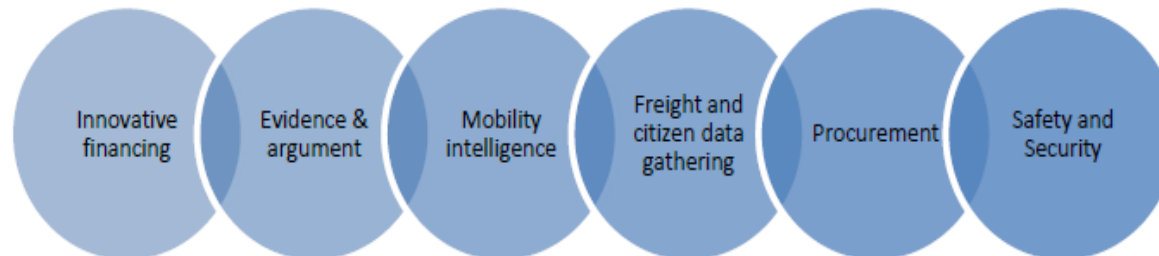 Innovative
financing
Evidence &
argument
Mobility
intelligence
Freight and
citizen data
gathering
Procurement
Safety and
Security